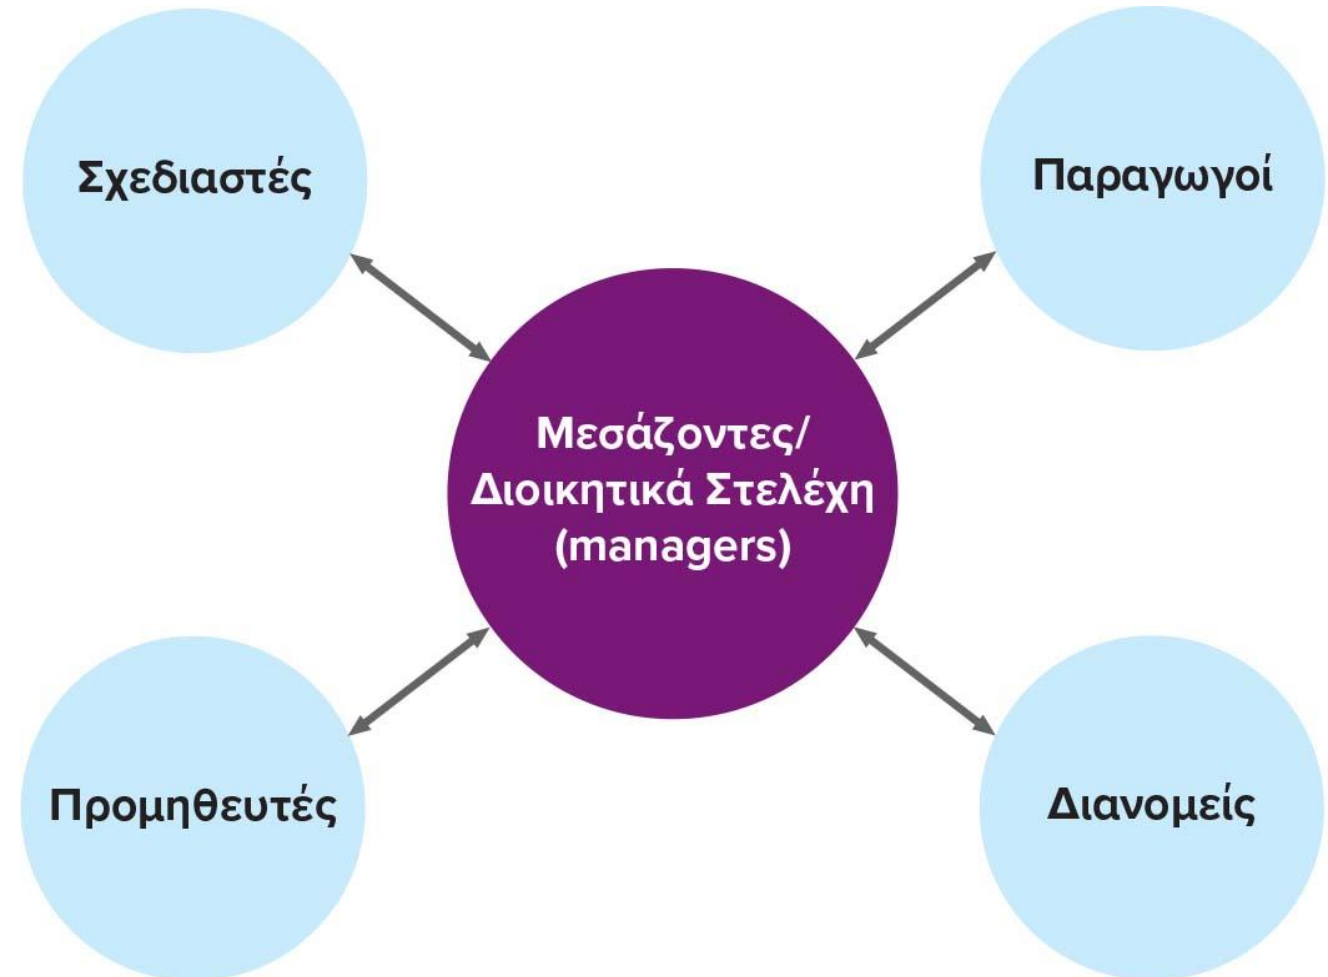 Σχεδιαστές
Παραγωγοί
Μεσάζοντες/
Διοικητικά Στελέχη
(managers)
Προμηθευτές
Διανομείς